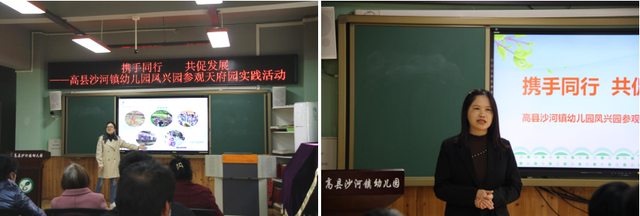 携手同行 共促发展
——高县沙河镇幼儿园凤兴园参观天府园实践活动
携手同行 共促
高县沙河镇幼儿园凤兴园参观
高县沙河镇幼儿园